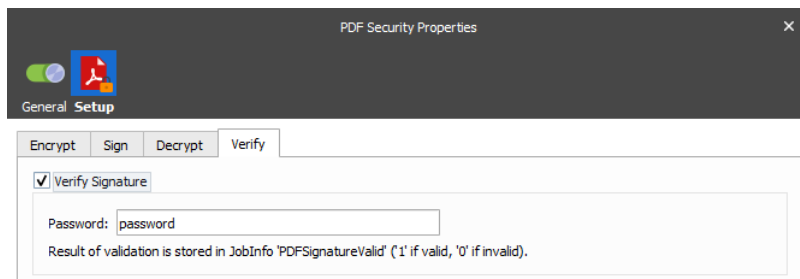 PDF Security Properties
General Setup
Encrypt Sign Decrypt Verify
Verify Signature
Password: password
Result of validation is stored in JobInfo 'PDFSignatureValid' ('1' if valid, '0' if invalid).